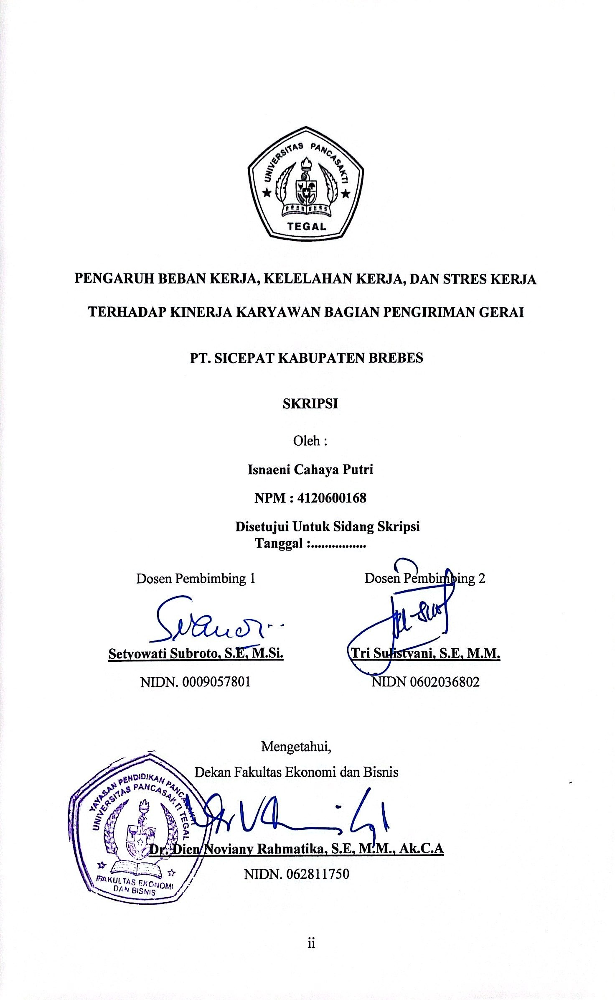 UNIVERSITAS PANCASAKTI
TEGAL
PENGARUH BEBAN KERJA, KELELAHAN KERJA, DAN STRES KERJA
TERHADAP KINERJA KARYAWAN BAGIAN PENGIRIMAN GERAI
PT. SICEPAT KABUPATEN BREBES
SKRIPSI
Oleh :
Isnaeni Cahaya Putri
NPM : 4120600168
Disetujui Untuk Sidang Skripsi
Tanggal :................
Dosen Pembimbing 1 Dosen Pembimbing 2
Setyowati Subroto, S.E, M.Si. Tri Sulistyani, S.E, M.M.
NIDN. 0009057801 NIDN 0602036802
Mengetahui,
Dekan Fakultas Ekonomi dan Bisnis
YAYASAN PENDIDIKAN PANCASAKTI
UNIVERSITAS PANCASAKTI TEGAL
Dr. Dien Noviany Rahmatika, S.E, M.M., Ak.C.A
NIDN. 062811750
FAKULTAS EKONOMI
DAN BISNIS
ii